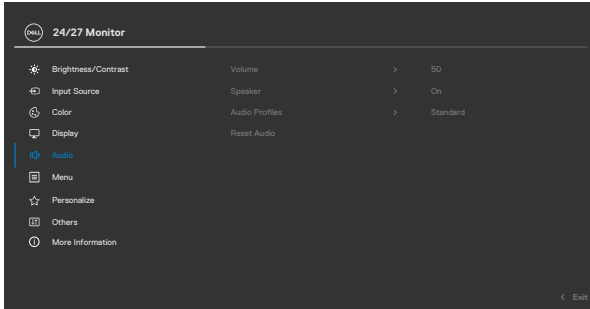 DELL 24/27 Monitor
Brightness/Contrast Volume > 50
Input Source Speaker > On
Color Audio Profiles > Standard
Display Reset Audio
Audio
Menu
Personalize
Others
More Information
< Exit